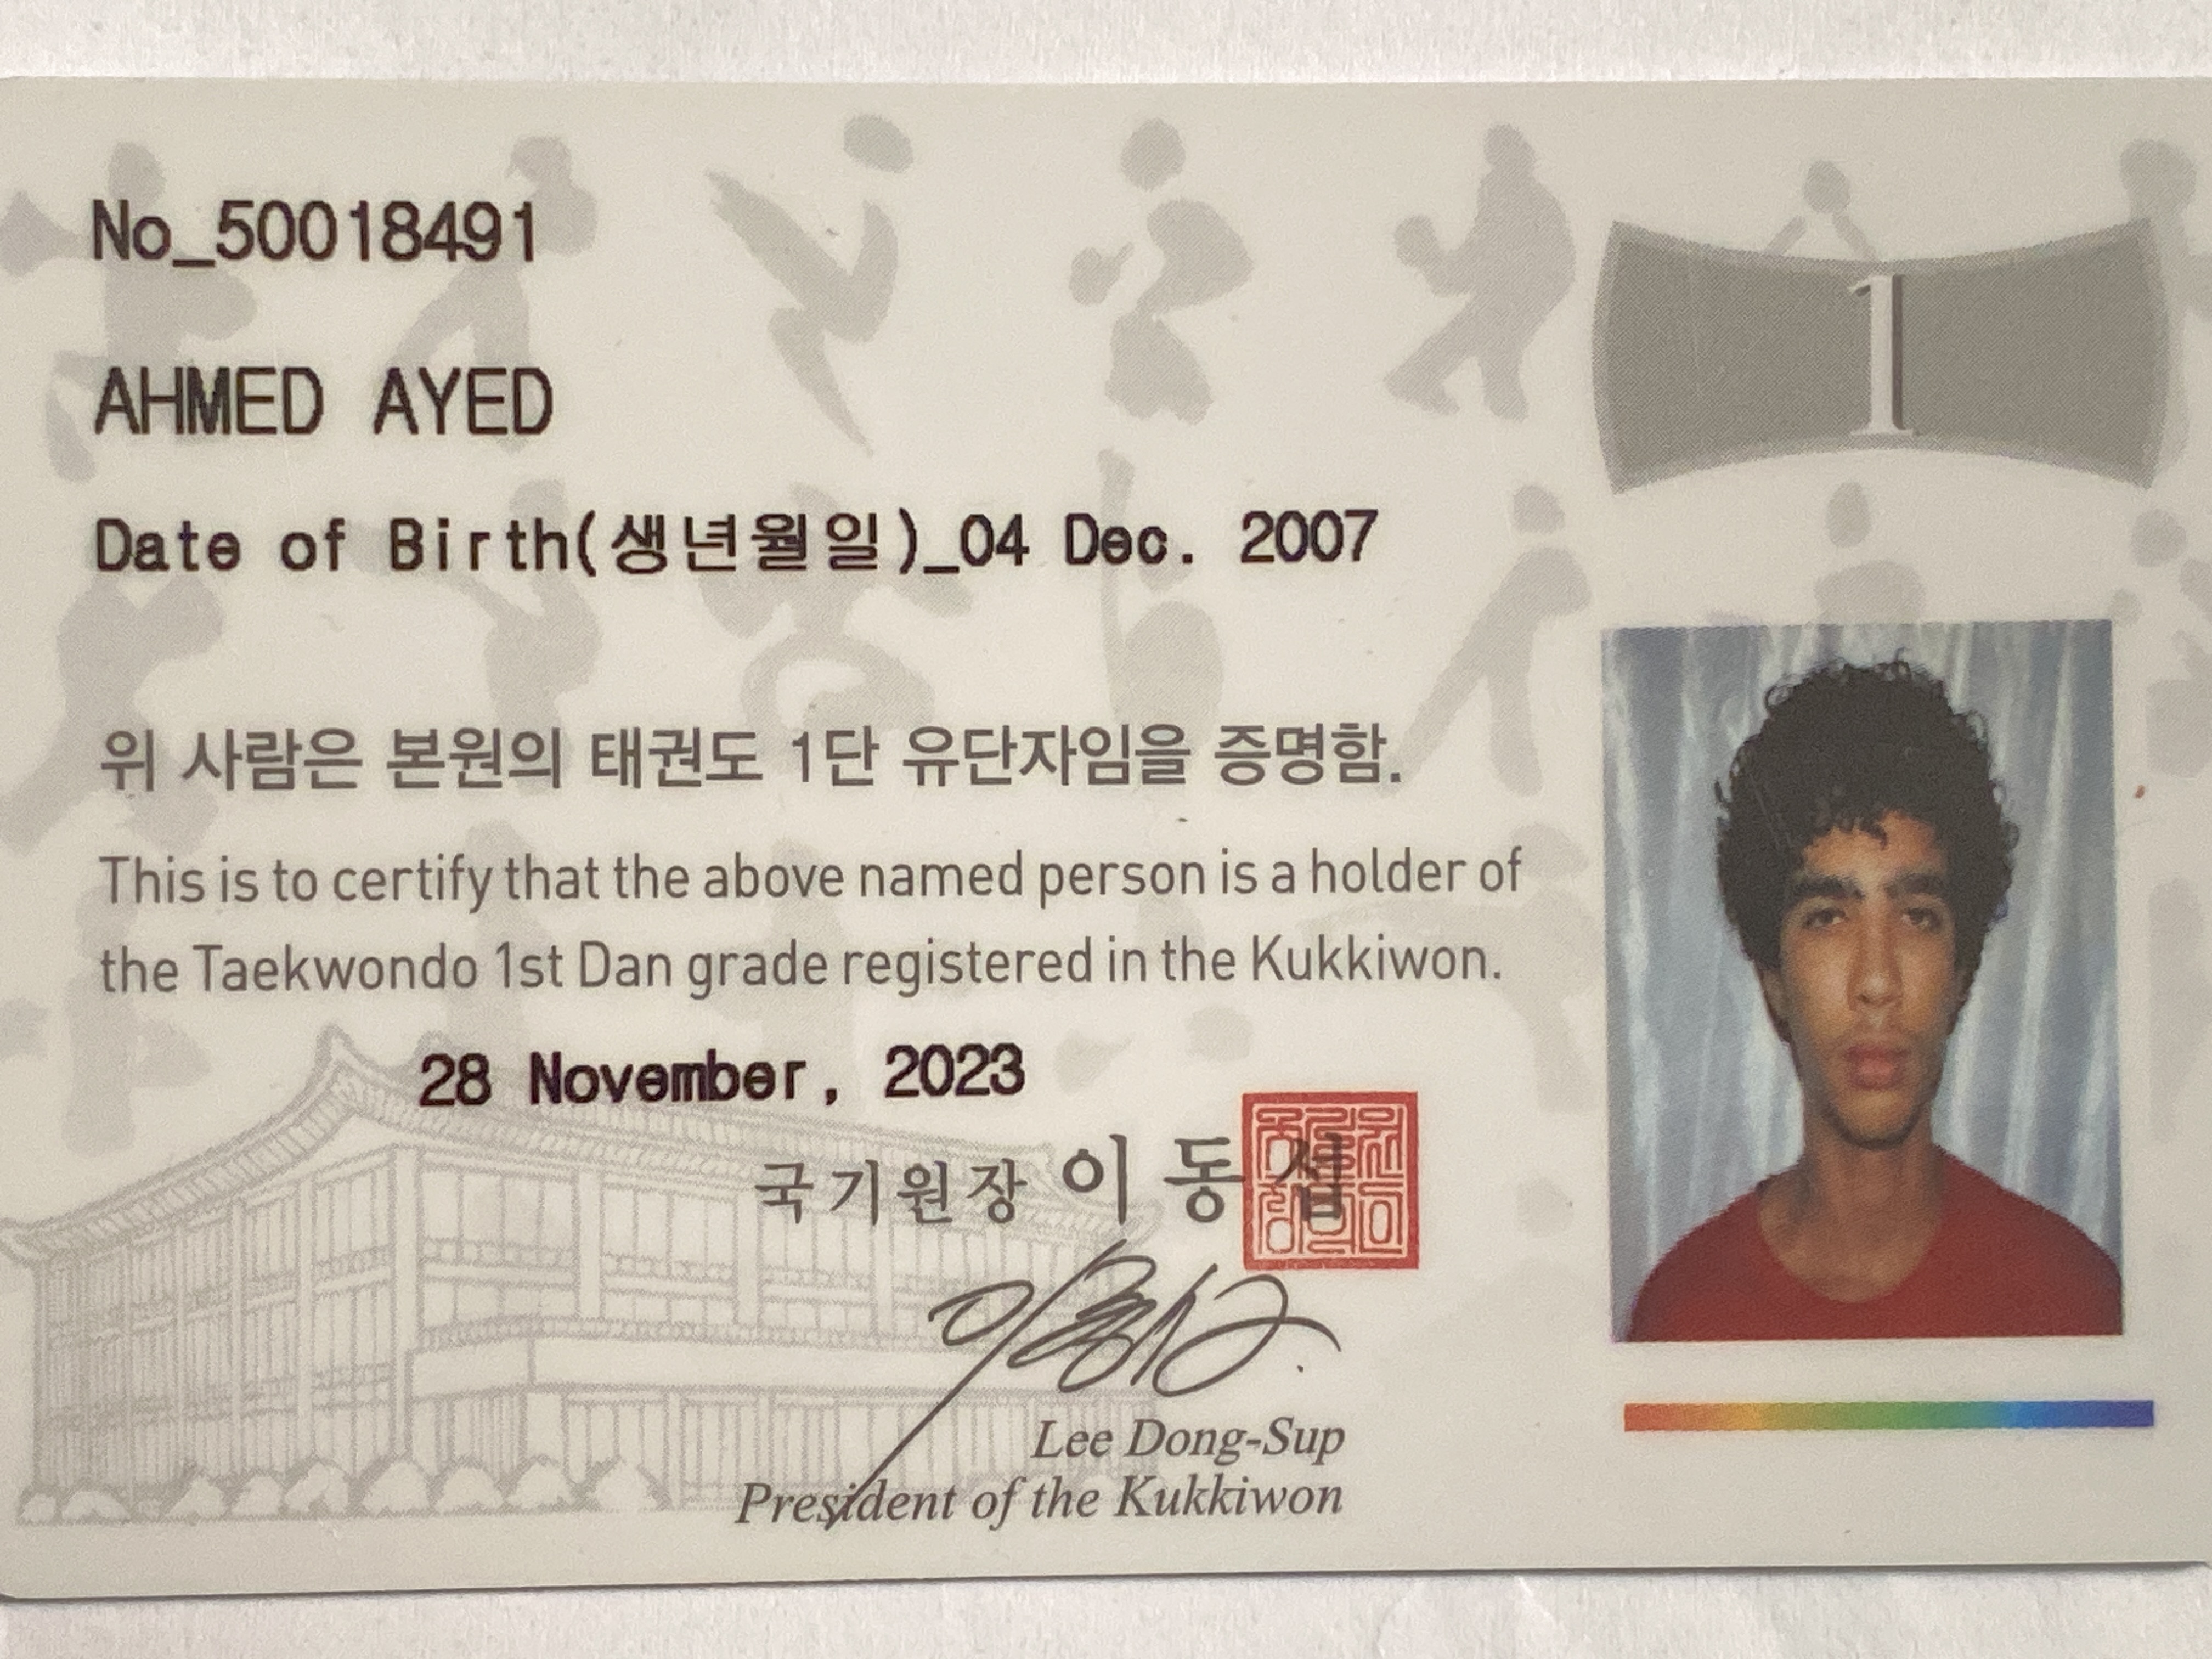 No_50018491
1
AHMED AYED
Date of Birth(생년월일)_04 Dec. 2007
위 사람은 본원의 태권도 1단 유단자임을 증명함.
This is to certify that the above named person is a holder of
the Taekwondo 1st Dan grade registered in the Kukkiwon.
28 November, 2023
국기원장 이동섭
Lee Dong-Sup
President of the Kukkiwon